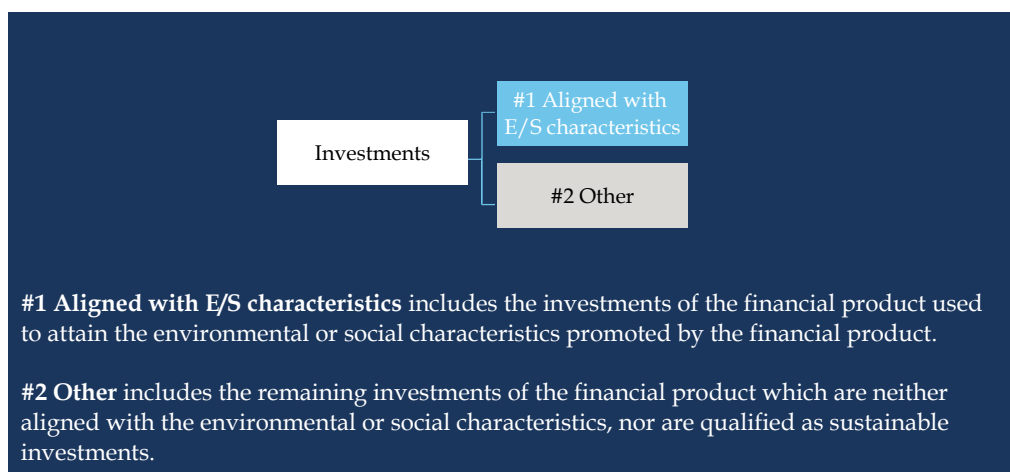 #1 Aligned with
E/S characteristics
Investments
#2 Other
#1 Aligned with E/S characteristics includes the investments of the financial product used
to attain the environmental or social characteristics promoted by the financial product.
#2 Other includes the remaining investments of the financial product which are neither
aligned with the environmental or social characteristics, nor are qualified as sustainable
investments.